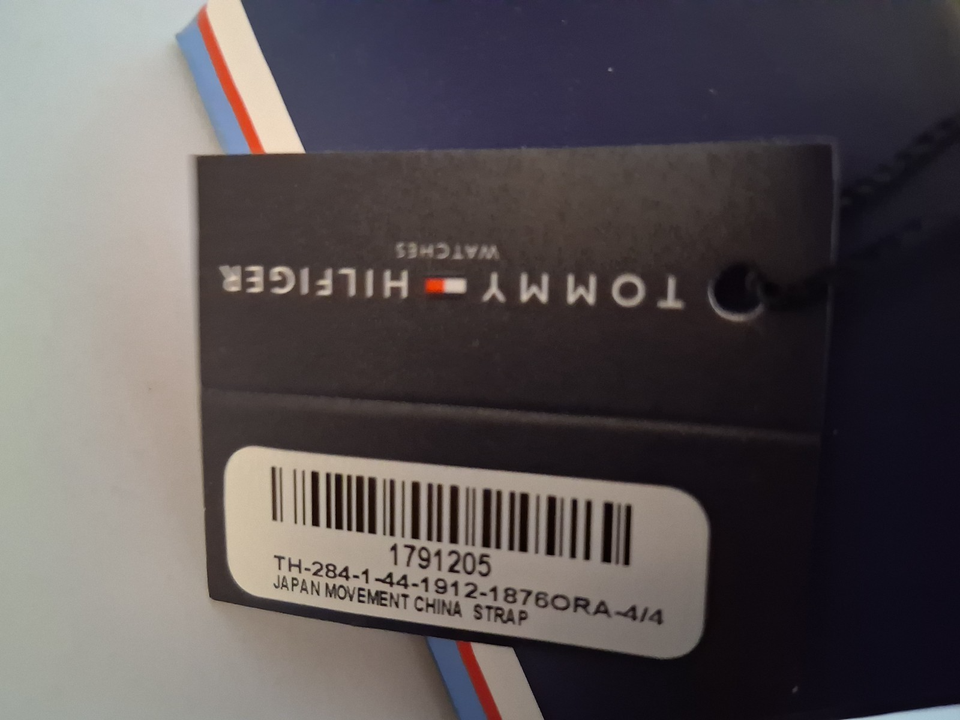 TOMMY HILFIGER
WATCHES
1791205
TH-284-1-44-1912-1876ORA-4/4
JAPAN MOVEMENT CHINA STRAP